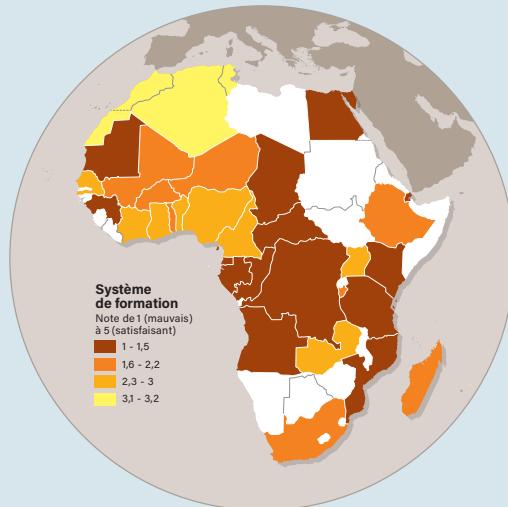 Système
de formation
Note de 1 (mauvais)
à 5 (satisfaisant)
1 - 1,5
1,6 - 2,2
2,3 - 3
3,1 - 3,2